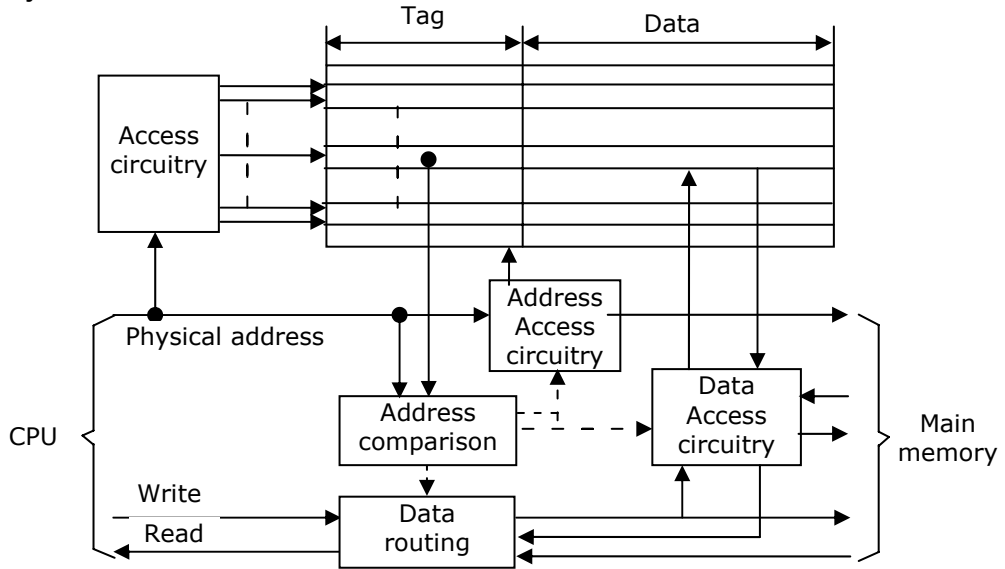 Tag
Data
Access
circuitry
Address
Access
circuitry
Physical address
Data
Access
circuitry
Address
comparison
CPU
Main
memory
Write
Read
Data
routing